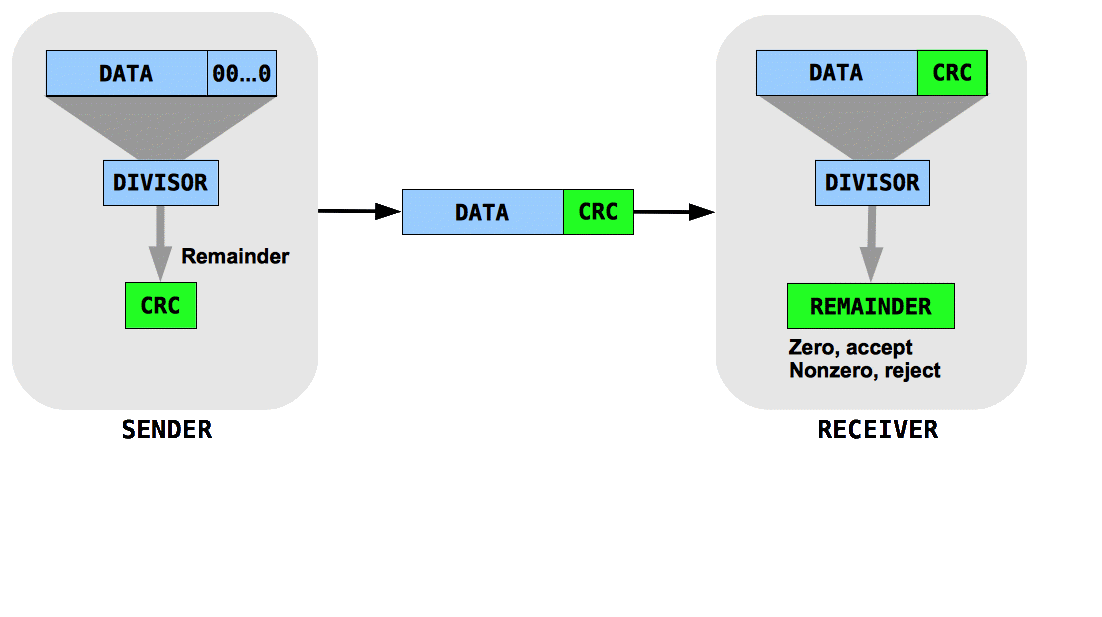 DATA 00...0
DIVISOR
Remainder
CRC
SENDER
DATA CRC
DATA CRC
DIVISOR
REMAINDER
Zero, accept
Nonzero, reject
RECEIVER